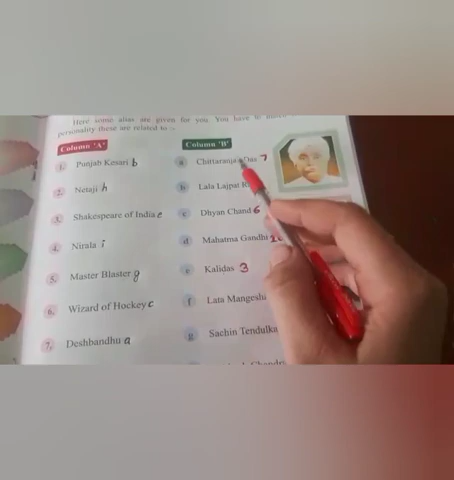 Here some alias are given for you. You have to
personality these are related to :-
Column 'A' Column 'B'
1. Punjab Kesari b a Chittaranjan Das 7
2. Netaji h b Lala Lajpat
3. Shakespeare of India e c Dhyan Chand 6
4. Nirala i d Mahatma Gandhi
5. Master Blaster g e Kalidas 3
6. Wizard of Hockey c f Lata Mangesh
7. Deshbandhu a g Sachin Tendulka